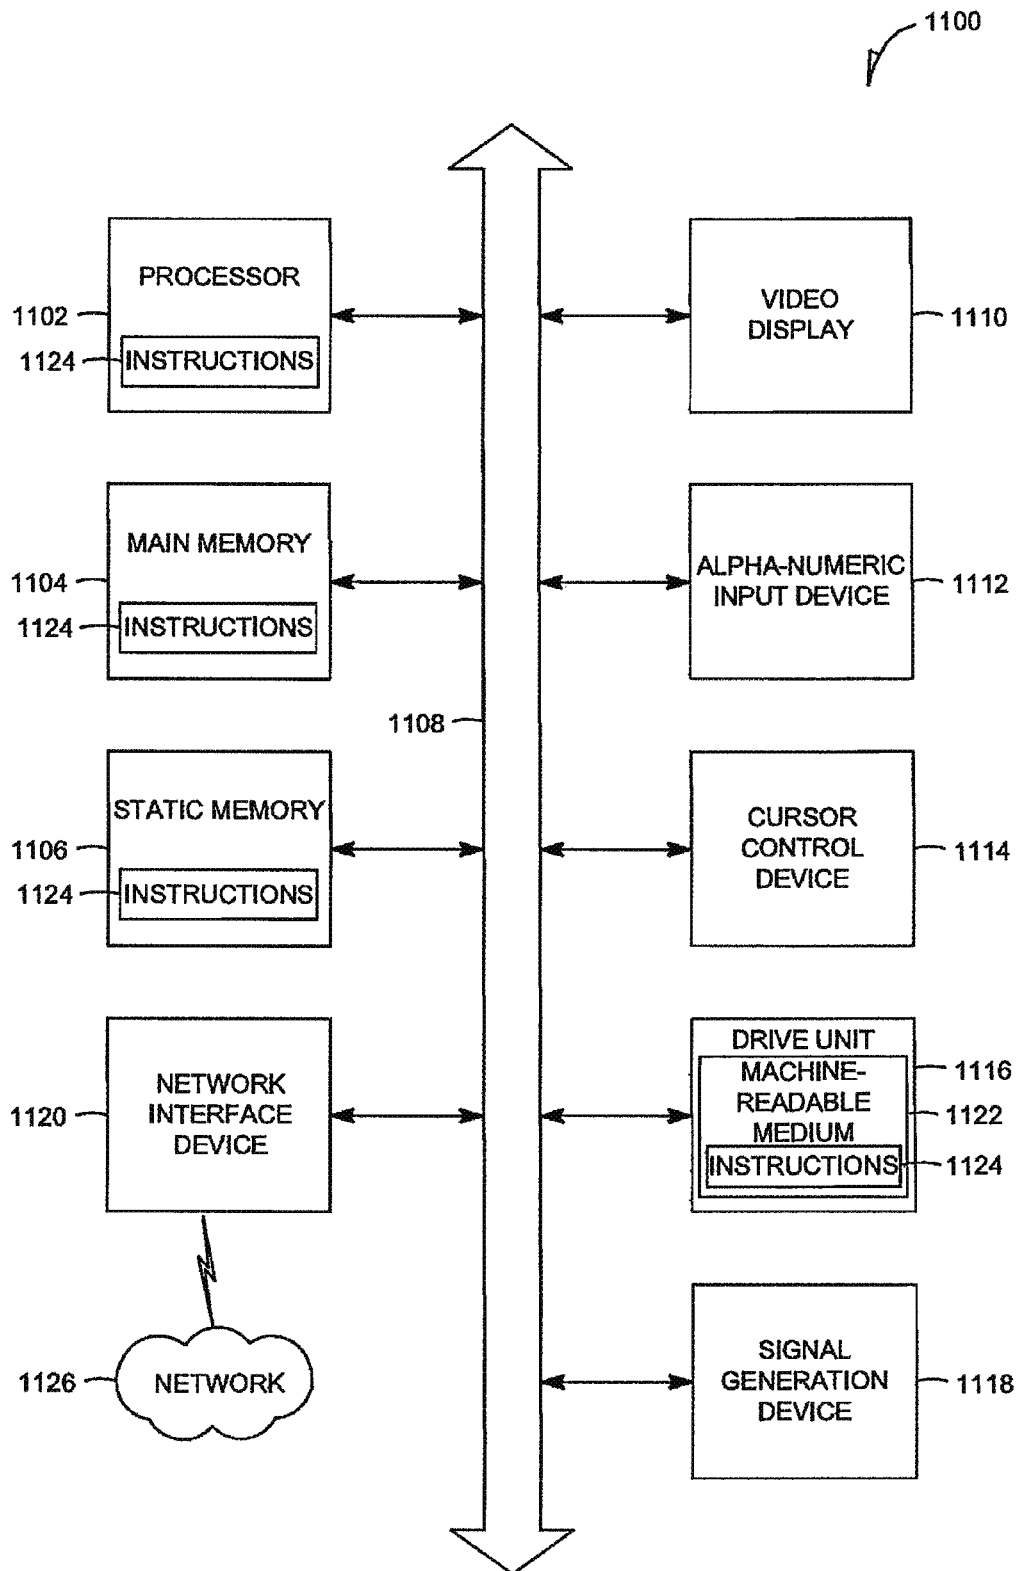 1100
PROCESSOR
1102
1124
INSTRUCTIONS
VIDEO
DISPLAY
1110
MAIN MEMORY
1104
1124
INSTRUCTIONS
ALPHA-NUMERIC
INPUT DEVICE
1112
1108
STATIC MEMORY
1106
1124
INSTRUCTIONS
CURSOR
CONTROL
DEVICE
1114
NETWORK
INTERFACE
DEVICE
1120
DRIVE UNIT
1116
MACHINE-
READABLE
MEDIUM
1122
INSTRUCTIONS
1124
1126
NETWORK
SIGNAL
GENERATION
DEVICE
1118